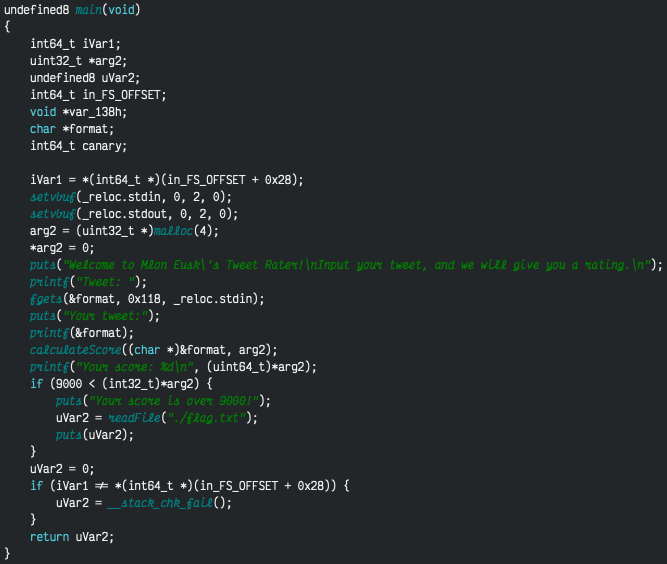 undefined8 main(void)
{
    int64_t iVar1;
    uint32_t *arg2;
    undefined8 uVar2;
    int64_t in_FS_OFFSET;
    void *var_138h;
    char *format;
    int64_t canary;

    iVar1 = *(int64_t *)(in_FS_OFFSET + 0x28);
    setvbuf(_reloc.stdin, 0, 2, 0);
    setvbuf(_reloc.stdout, 0, 2, 0);
    arg2 = (uint32_t *)malloc(4);
    *arg2 = 0;
    puts("Welcome to Mlon Eusk\'s Tweet Rater!\nInput your tweet, and we will give you a rating.\n");
    printf("Tweet: ");
    fgets(&format, 0x118, _reloc.stdin);
    puts("Your tweet:");
    printf(&format);
    calculateScore((char *)&format, arg2);
    printf("Your score: %d\n", (uint64_t)*arg2);
    if (9000 < (int32_t)*arg2) {
        puts("Your score is over 9000!");
        uVar2 = readFile("./flag.txt");
        puts(uVar2);
    }
    uVar2 = 0;
    if (iVar1 != *(int64_t *)(in_FS_OFFSET + 0x28)) {
        uVar2 = __stack_chk_fail();
    }
    return uVar2;
}